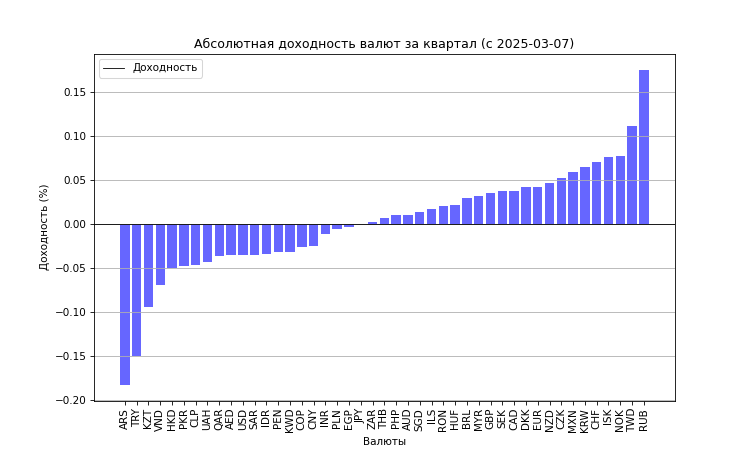 Абсолютная доходность валют за квартал (с 2025-03-07)
Доходность
0.15
0.10
0.05
0.00
−0.05
−0.10
−0.15
−0.20
Доходность (%)
ARS TRY KZT VND HKD PKR CLP UAH QAR AED USD SAR IDR PEN KWD COP CNY INR PLN EGP JPY ZAR THB PHP AUD SGD ILS RON HUF BRL MYR GBP SEK CAD DKK EUR NZD CZK MXN KRW CHF ISK NOK TWD RUB
Валюты